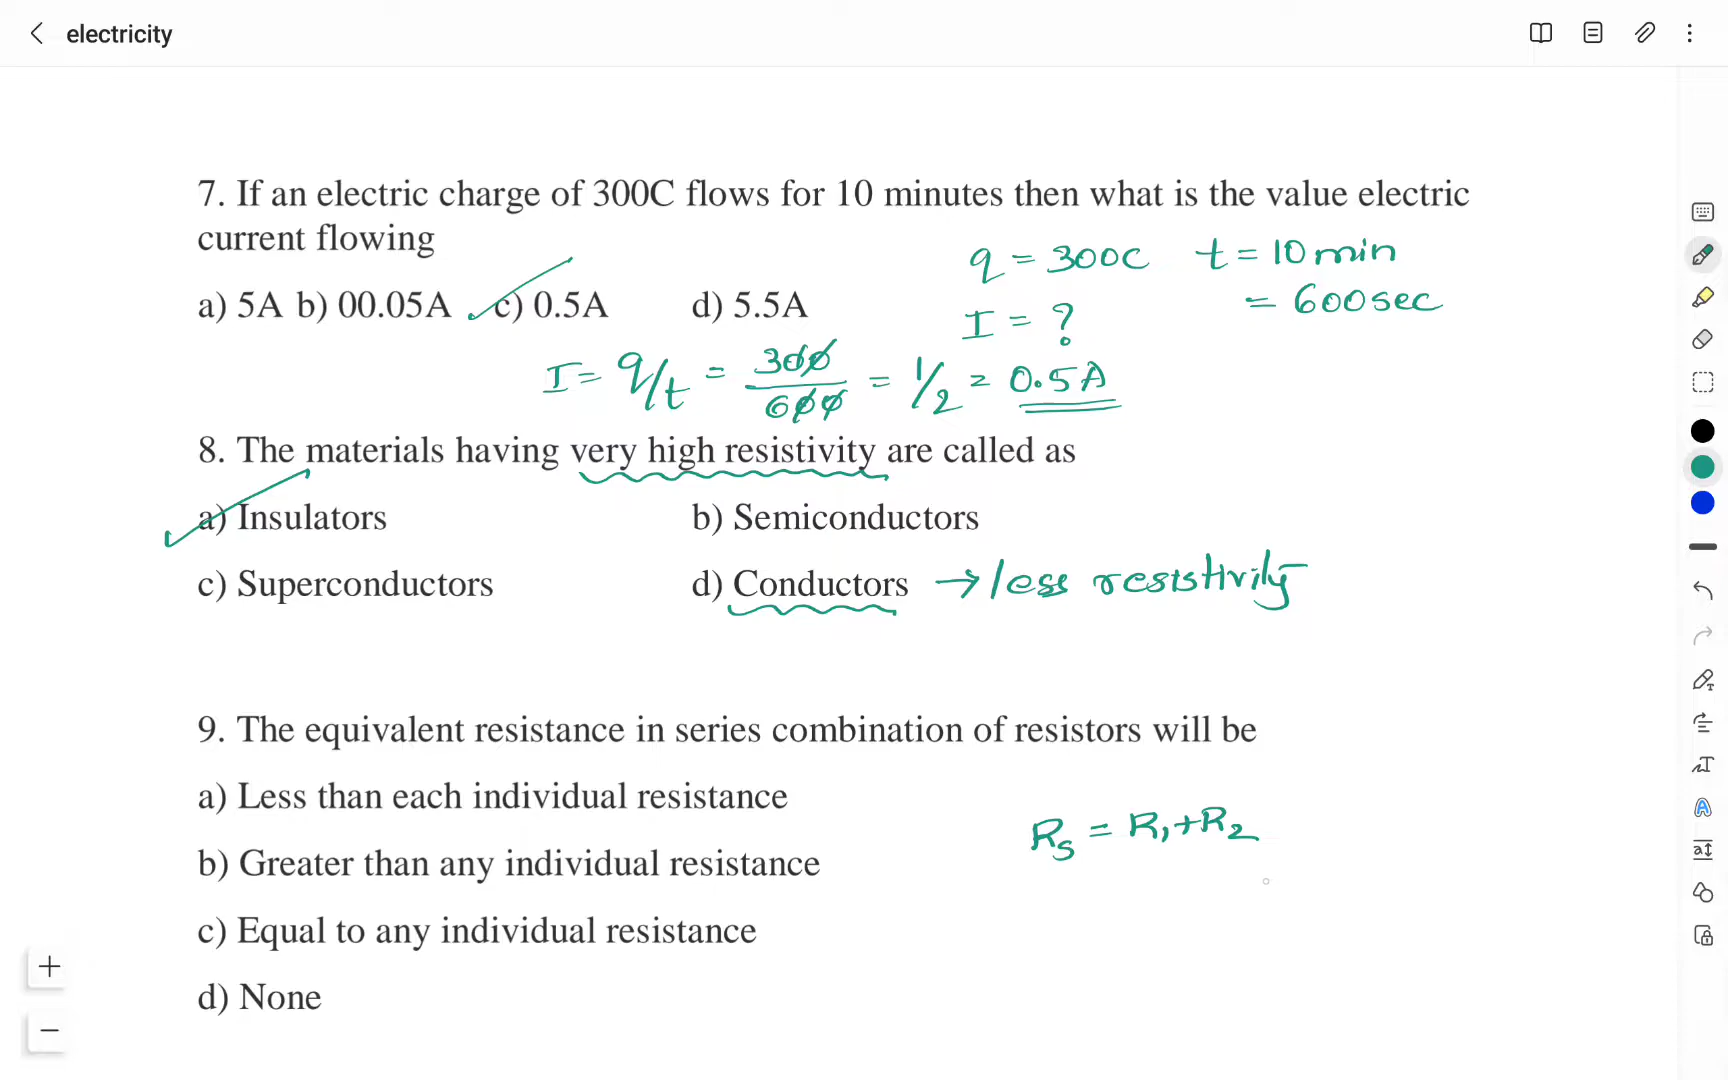 electricity
7. If an electric charge of 300C flows for 10 minutes then what is the value electric
current flowing
q = 300C t = 10 min
= 600 sec
a) 5A b) 00.05A c) 0.5A d) 5.5A
I = ?
I = q/t = 300/600 = 1/2 = 0.5A
8. The materials having very high resistivity are called as
a) Insulators b) Semiconductors
c) Superconductors d) Conductors → less resistivity
9. The equivalent resistance in series combination of resistors will be
a) Less than each individual resistance
Rs = R1+R2
b) Greater than any individual resistance
c) Equal to any individual resistance
d) None